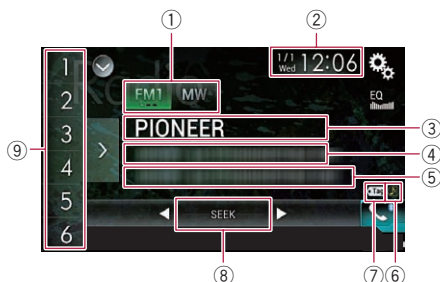 ① ②
1 1/1 Wed 12:06
2 FM1 MW EQ
3 PIONEER ③
④
⑨ 4 ⑤
5
6 SEEK
⑧ ⑦ ⑥